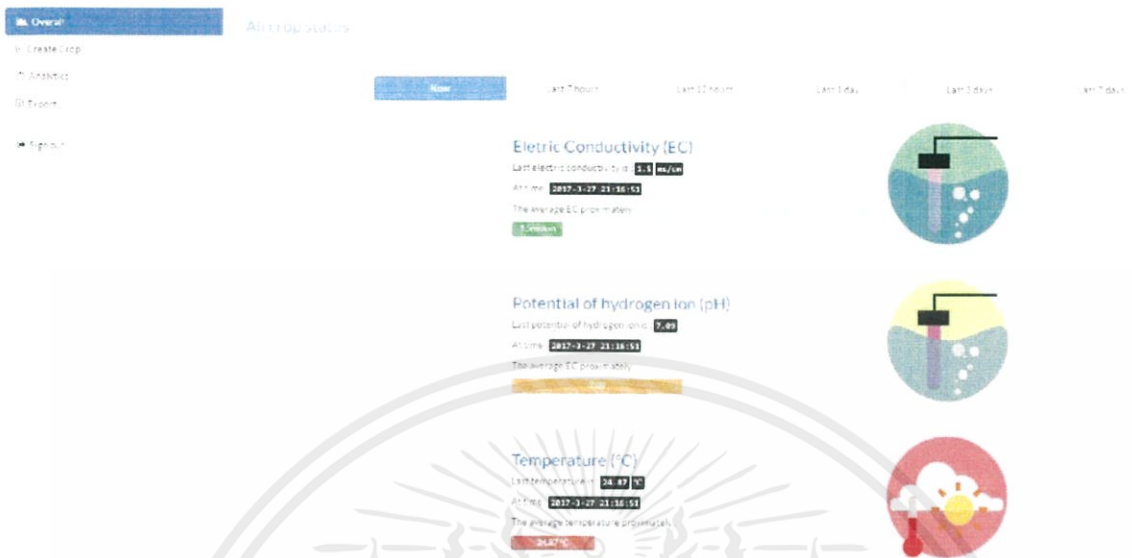 Overall
Create Crop
Analytics
Export
Sign out
All crop status
Now
Last 7 hours
Last 12 hours
Last 1 day
Last 3 days
Last 7 days
Eletric Conductivity (EC)
Last electric conductivity is : 1.5 ms/cm
At time : 2017-3-27 21:16:51
The average EC proximately
Potential of hydrogen ion (pH)
Last potential of hydrogen ion is : 7.09
At time : 2017-3-27 21:16:51
The average EC proximately
Temperature (°C)
Last temperature is : 24.87 °C
At time : 2017-3-27 21:16:51
The average temperature proximately
24.87°C